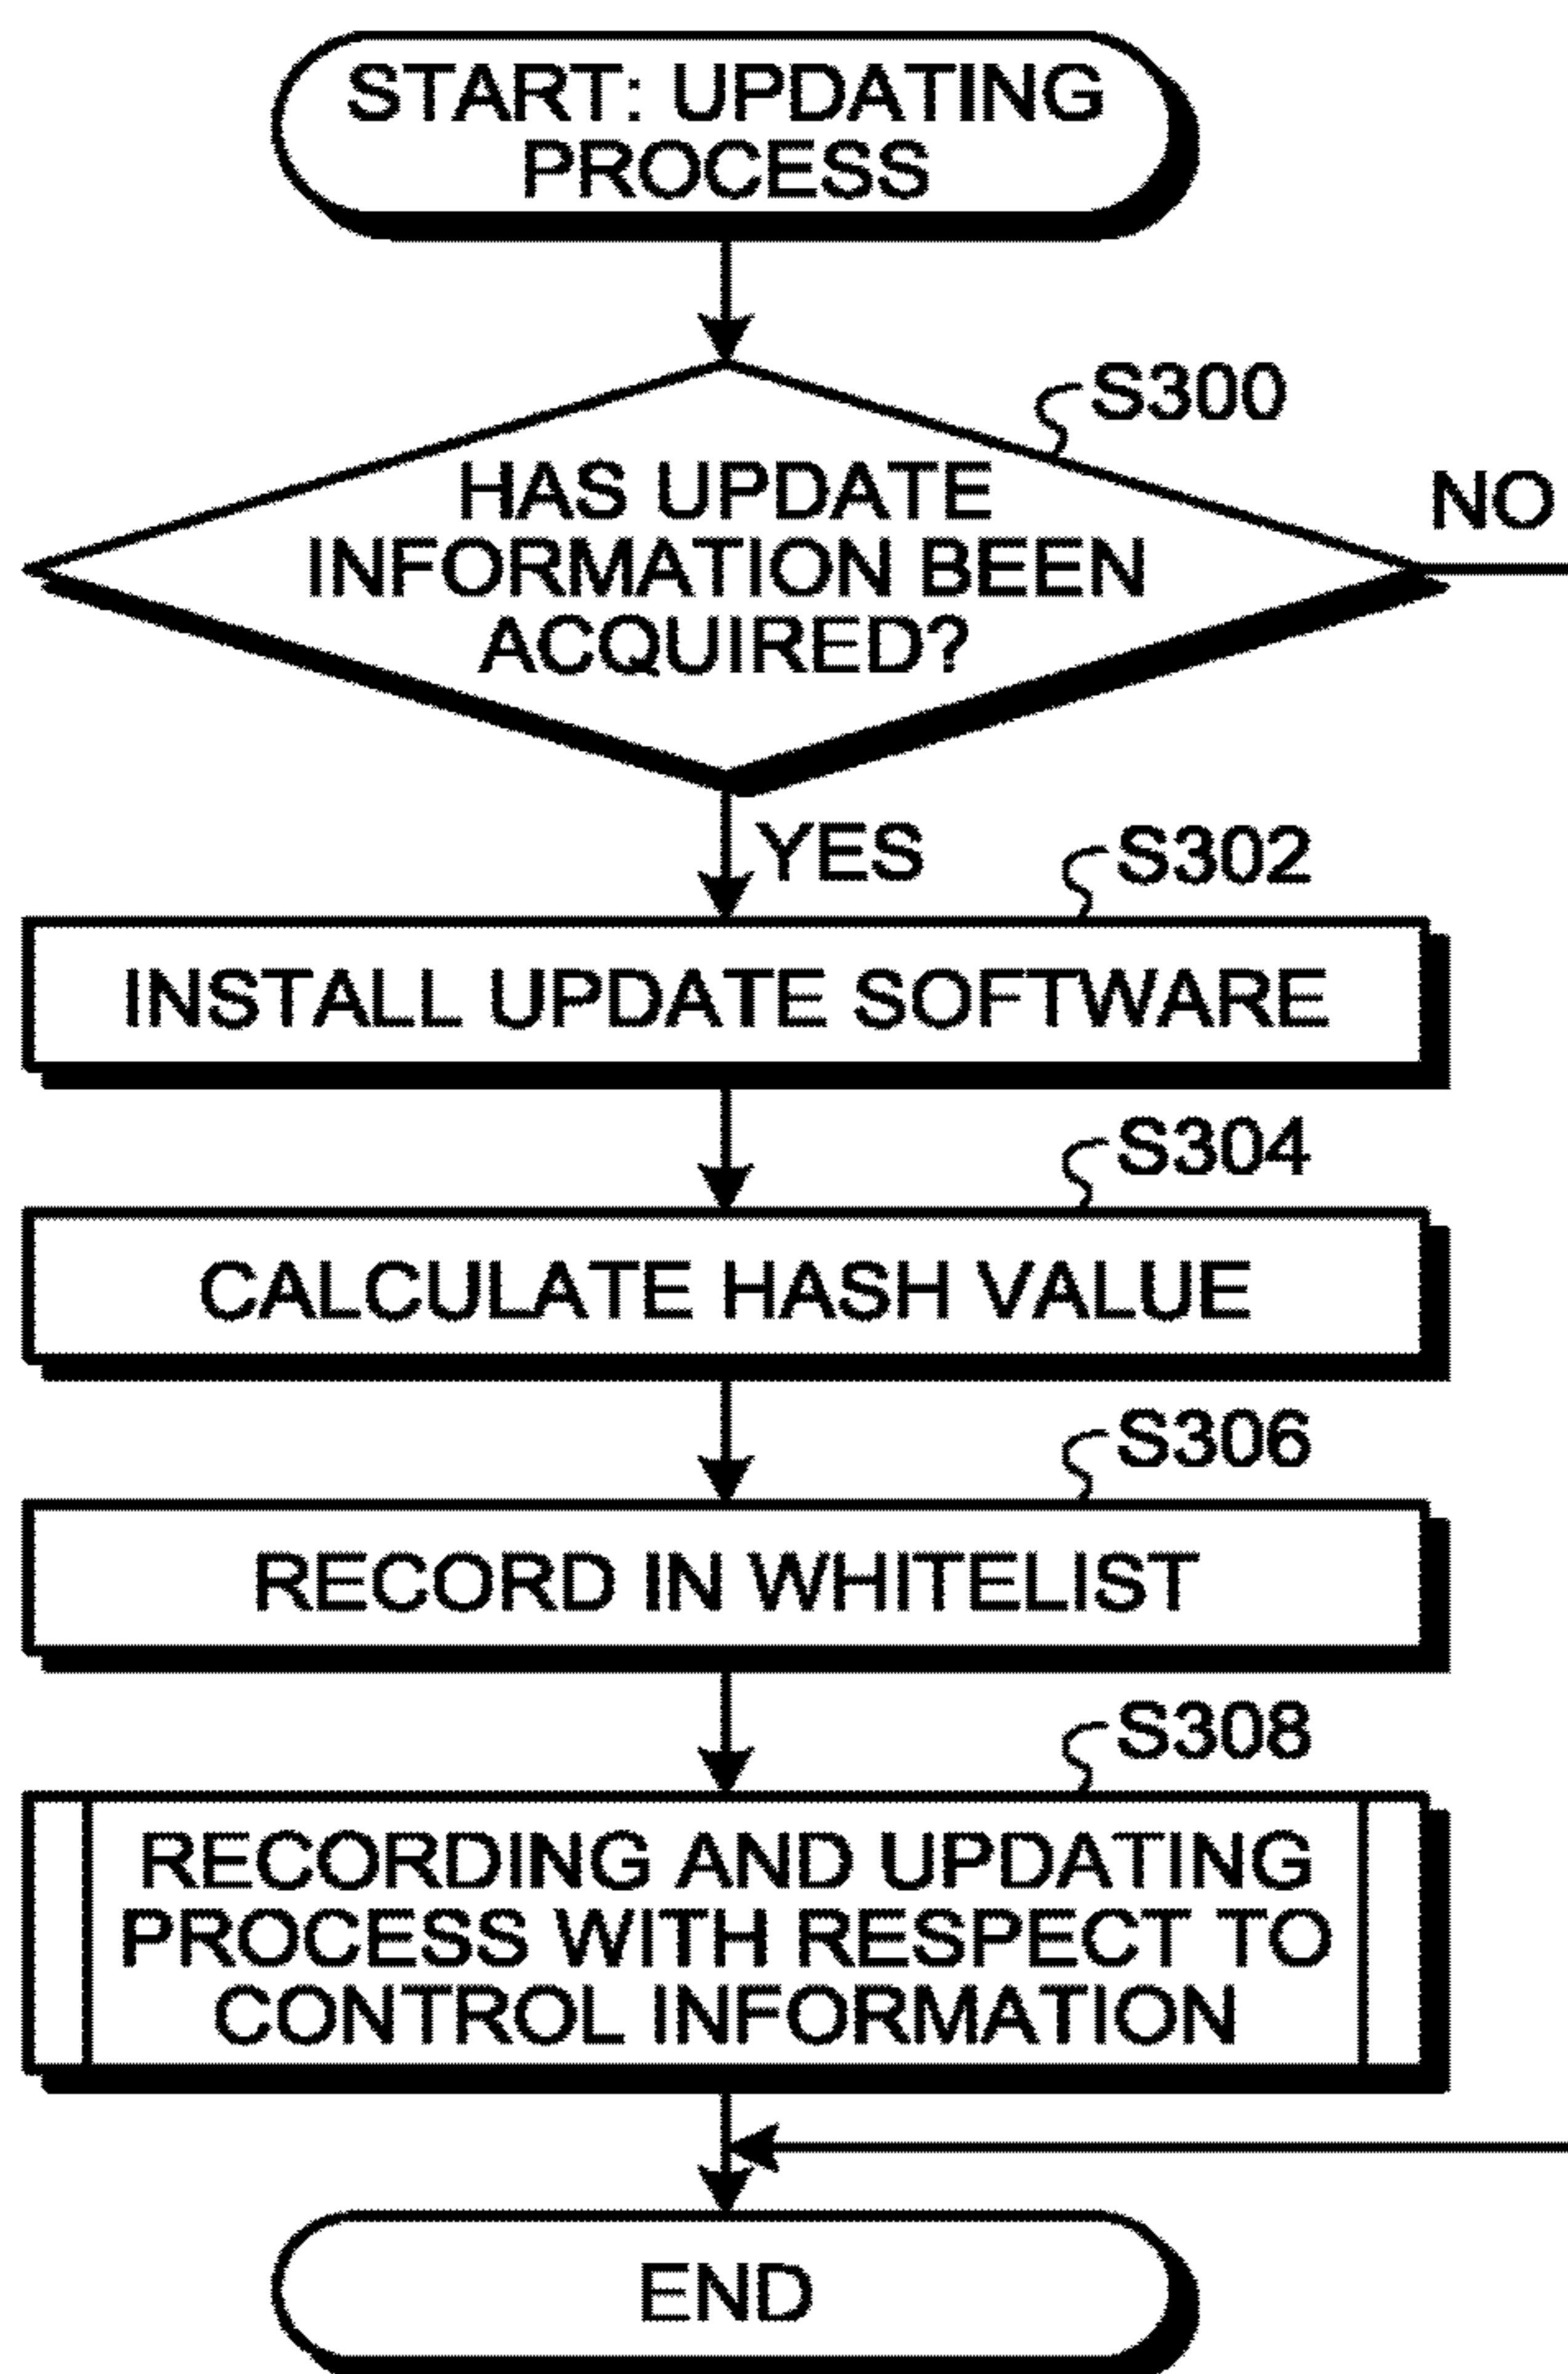 START: UPDATING
PROCESS
S300
HAS UPDATE
INFORMATION BEEN
ACQUIRED?
NO
YES
S302
INSTALL UPDATE SOFTWARE
S304
CALCULATE HASH VALUE
S306
RECORD IN WHITELIST
S308
RECORDING AND UPDATING
PROCESS WITH RESPECT TO
CONTROL INFORMATION
END